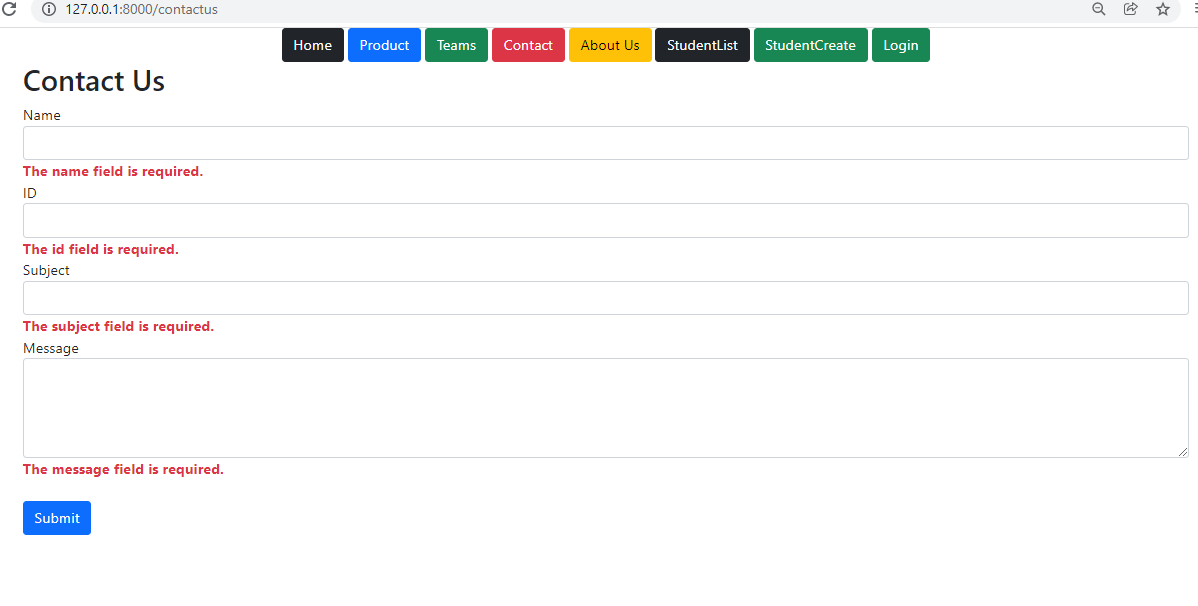 127.0.0.1:8000/contactus
Home Product Teams Contact About Us StudentList StudentCreate Login
Contact Us
Name
The name field is required.
ID
The id field is required.
Subject
The subject field is required.
Message
The message field is required.
Submit